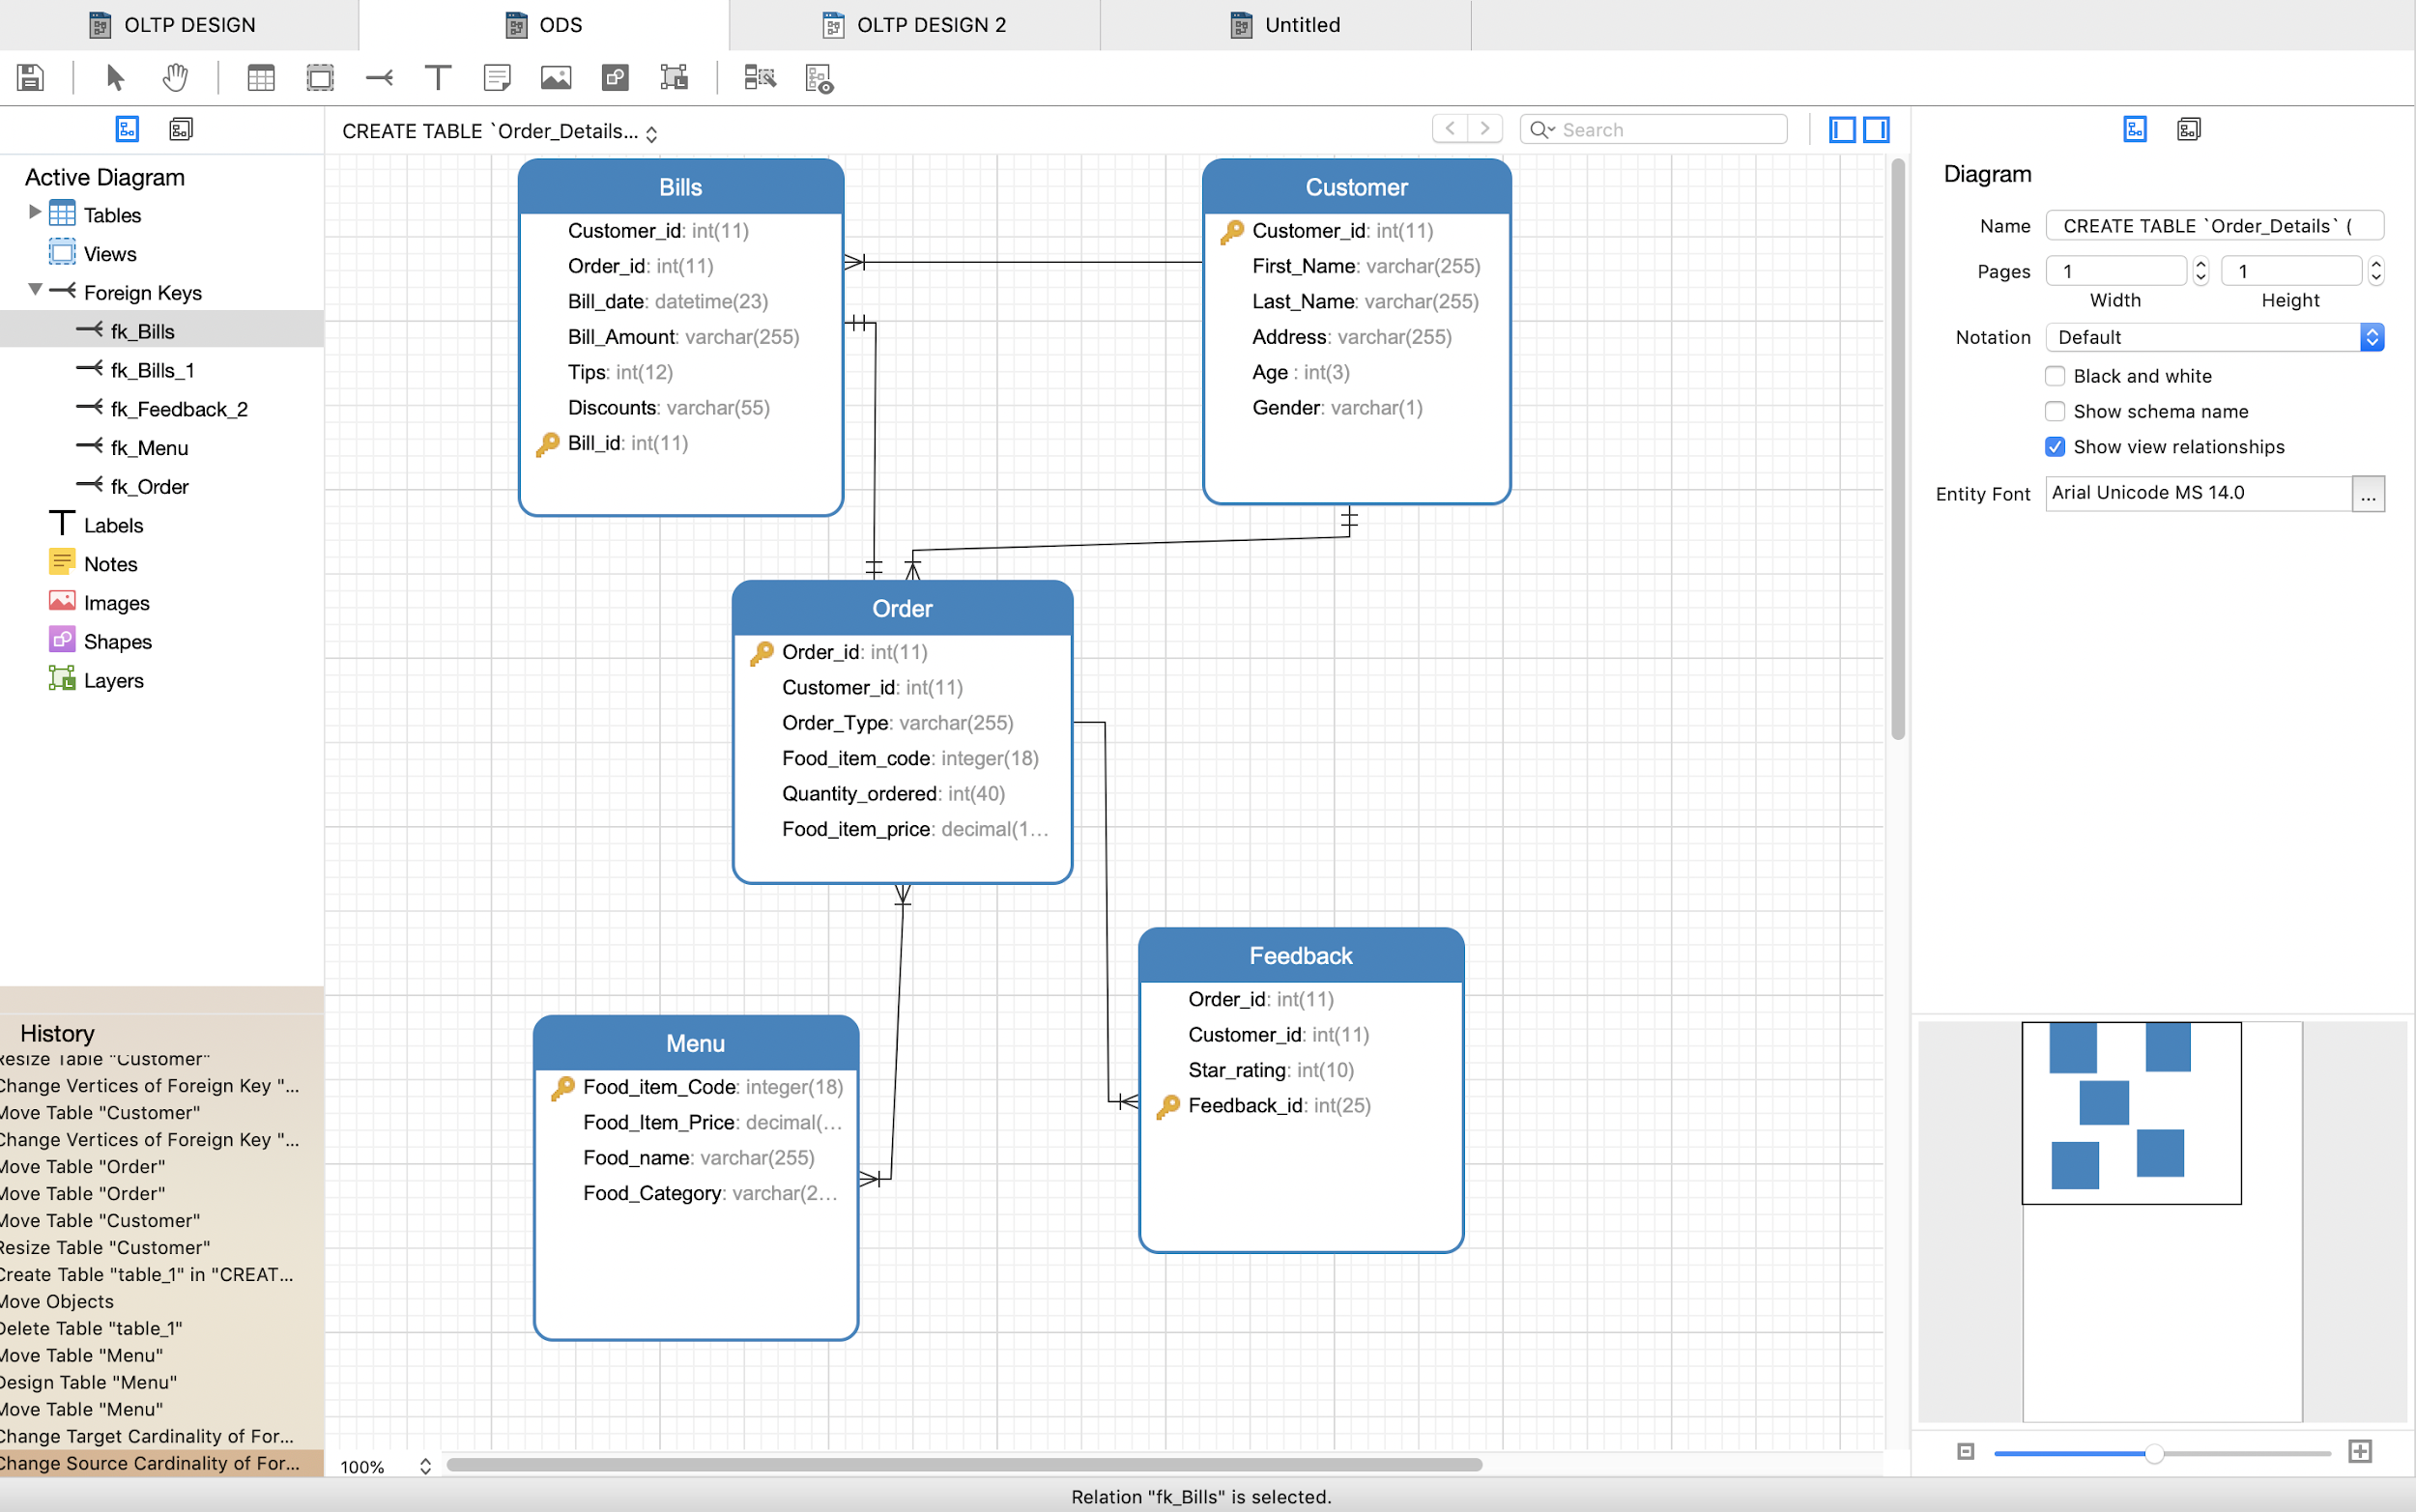 OLTP DESIGN
ODS
OLTP DESIGN 2
Untitled
CREATE TABLE `Order_Details...
Search
Active Diagram
Tables
Views
Foreign Keys
fk_Bills
fk_Bills_1
fk_Feedback_2
fk_Menu
fk_Order
Labels
Notes
Images
Shapes
Layers
History
Resize Table "Customer"
Change Vertices of Foreign Key "...
Move Table "Customer"
Change Vertices of Foreign Key "...
Move Table "Order"
Move Table "Order"
Move Table "Customer"
Resize Table "Customer"
Create Table "table_1" in "CREAT...
Move Objects
Delete Table "table_1"
Move Table "Menu"
Design Table "Menu"
Move Table "Menu"
Change Target Cardinality of For...
Change Source Cardinality of For...
Bills
Customer_id: int(11)
Order_id: int(11)
Bill_date: datetime(23)
Bill_Amount: varchar(255)
Tips: int(12)
Discounts: varchar(55)
Bill_id: int(11)
Customer
Customer_id: int(11)
First_Name: varchar(255)
Last_Name: varchar(255)
Address: varchar(255)
Age : int(3)
Gender: varchar(1)
Order
Order_id: int(11)
Customer_id: int(11)
Order_Type: varchar(255)
Food_item_code: integer(18)
Quantity_ordered: int(40)
Food_item_price: decimal(1...
Feedback
Order_id: int(11)
Customer_id: int(11)
Star_rating: int(10)
Feedback_id: int(25)
Menu
Food_item_Code: integer(18)
Food_Item_Price: decimal(...
Food_name: varchar(255)
Food_Category: varchar(2...
100%
Diagram
Name CREATE TABLE `Order_Details` (
Pages 1 1
Width Height
Notation Default
Black and white
Show schema name
Show view relationships
Entity Font Arial Unicode MS 14.0 ...
Relation "fk_Bills" is selected.